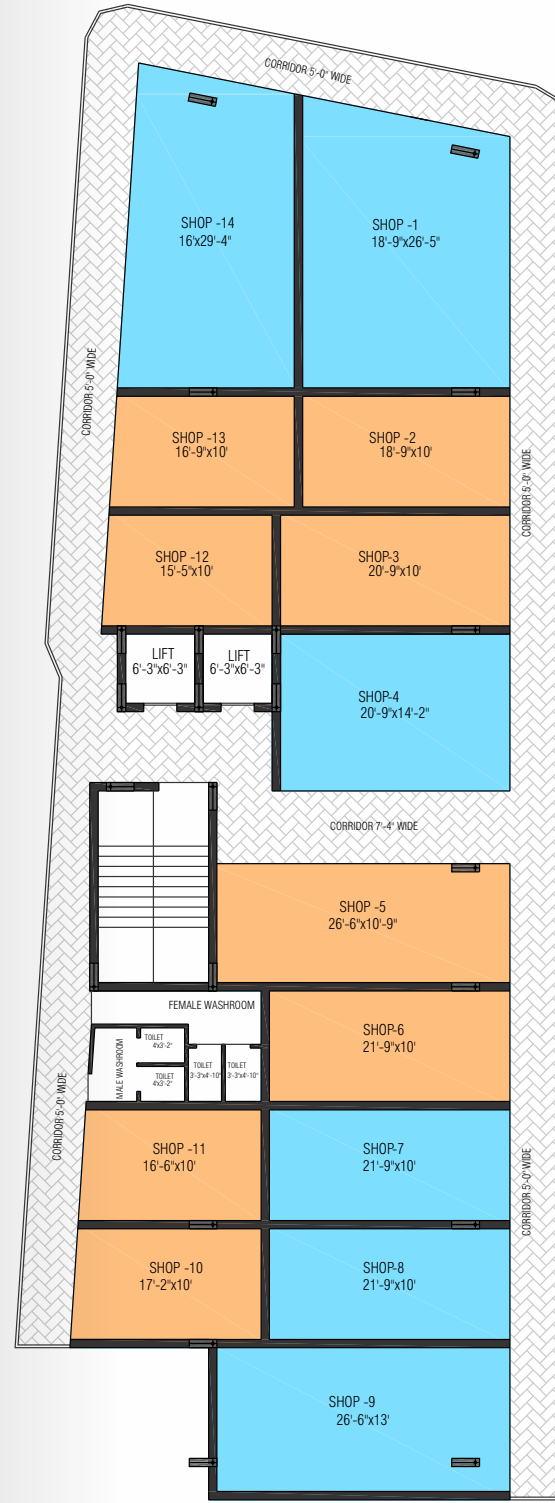 CORRIDOR 5'-0" WIDE
SHOP -14
16'x29'-4"
SHOP -1
18'-9"x26'-5"
CORRIDOR 5'-0" WIDE
SHOP -13
16'-9"x10'
SHOP -2
18'-9"x10'
CORRIDOR 5'-0" WIDE
SHOP -12
15'-5"x10'
SHOP-3
20'-9"x10'
LIFT
6'-3"x6'-3"
LIFT
6'-3"x6'-3"
SHOP-4
20'-9"x14'-2"
CORRIDOR 7'-4" WIDE
SHOP -5
26'-6"x10'-9"
FEMALE WASHROOM
SHOP-6
21'-9"x10'
MALE WASHROOM
TOILET
4'x3'-2"
TOILET
4'x3'-2"
TOILET
3'-3"x4'-10"
TOILET
3'-3"x4'-10"
CORRIDOR 5'-0" WIDE
SHOP -11
16'-6"x10'
SHOP-7
21'-9"x10'
CORRIDOR 5'-0" WIDE
SHOP -10
17'-2"x10'
SHOP-8
21'-9"x10'
SHOP -9
26'-6"x13'